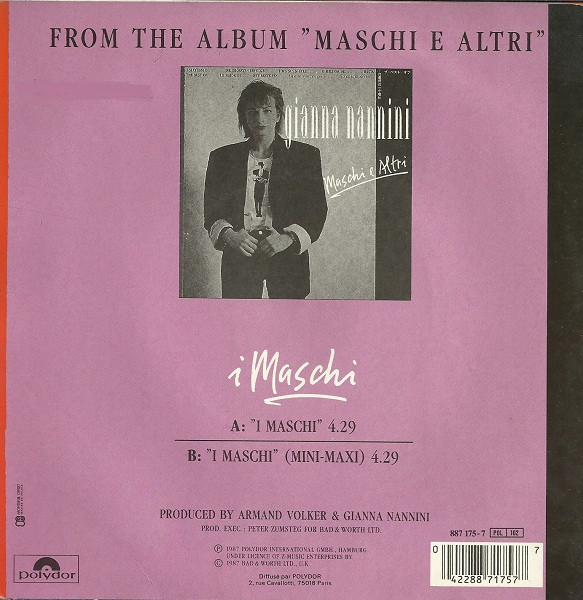 FROM THE ALBUM "MASCHI E ALTRI"
gianna nannini
Maschi e Altri
i Maschi
A: "I MASCHI" 4.29
B: "I MASCHI" (MINI-MAXI) 4.29
PRODUCED BY ARMAND VOLKER & GIANNA NANNINI
PROD. EXEC : PETER ZUMSTEG FOR BAD & WORTH LTD.
887 175-7 POL 102
Ⓟ 1987 POLYDOR INTERNATIONAL GMBH., HAMBURG
UNDER LICENCE OF Z-MUSIC ENTERPRISES BY
© 1987 BAD & WORTH LTD., U.K
Diffusé par POLYDOR
2, rue Cavallotti, 75018 Paris
polydor
0 42288 71757 7